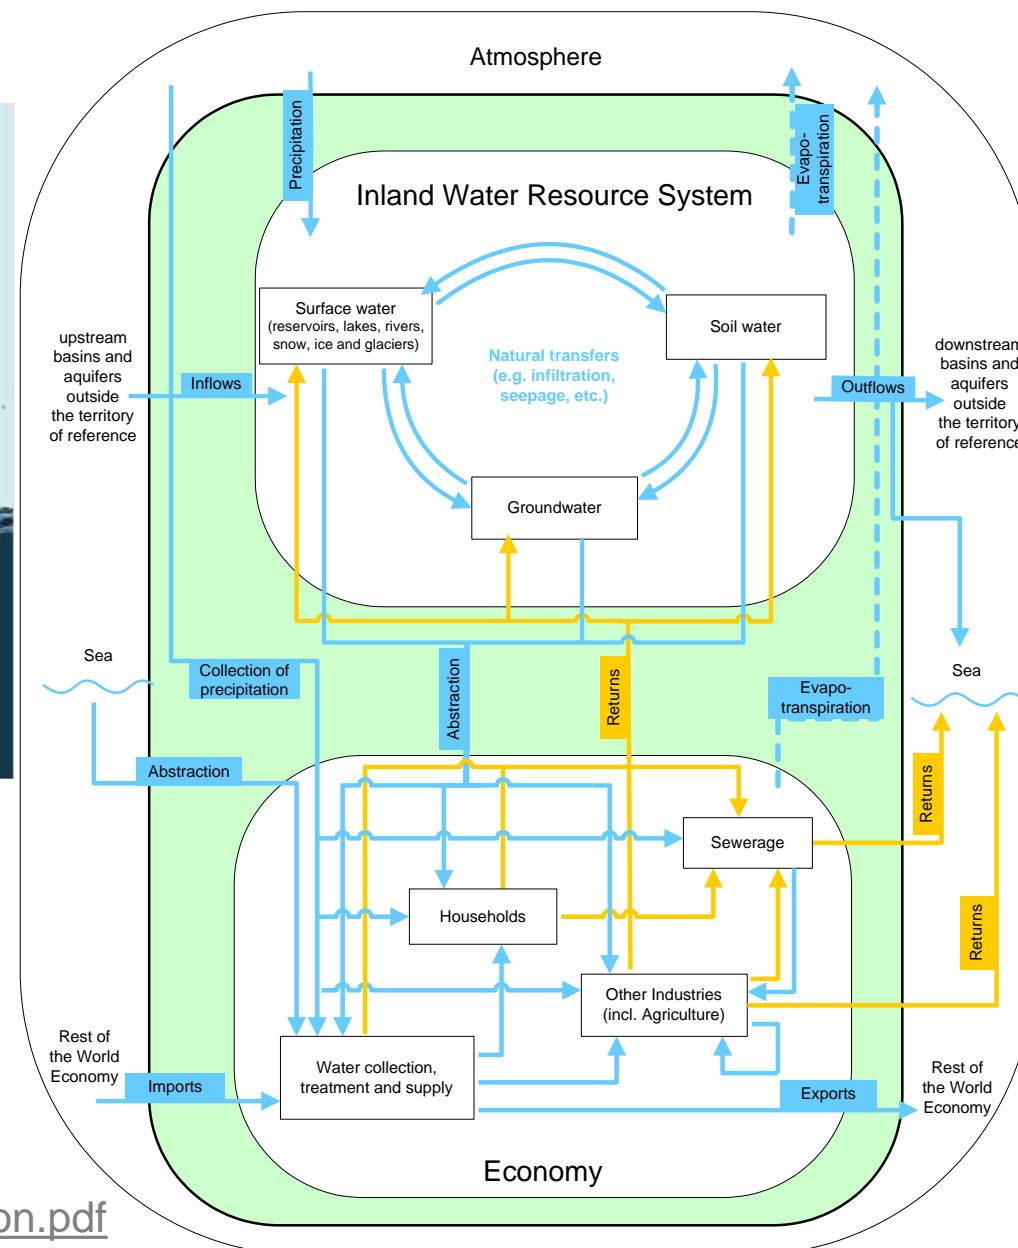 Atmosphere
Precipitation
Evapo-
transpiration
Inland Water Resource System
Surface water
(reservoirs, lakes, rivers,
snow, ice and glaciers)
Soil water
Natural transfers
(e.g. infiltration,
seepage, etc.)
upstream
basins and
aquifers
outside
the territory
of reference
Inflows
Outflows
downstream
basins and
aquifers
outside
the territory
of reference
Groundwater
Sea
Collection of
precipitation
Abstraction
Returns
Evapo-
transpiration
Sea
Abstraction
Returns
Sewerage
Households
Returns
Other Industries
(incl. Agriculture)
Rest of
the World
Economy
Imports
Water collection,
treatment and supply
Exports
Rest of
the World
Economy
Economy
on.pdf